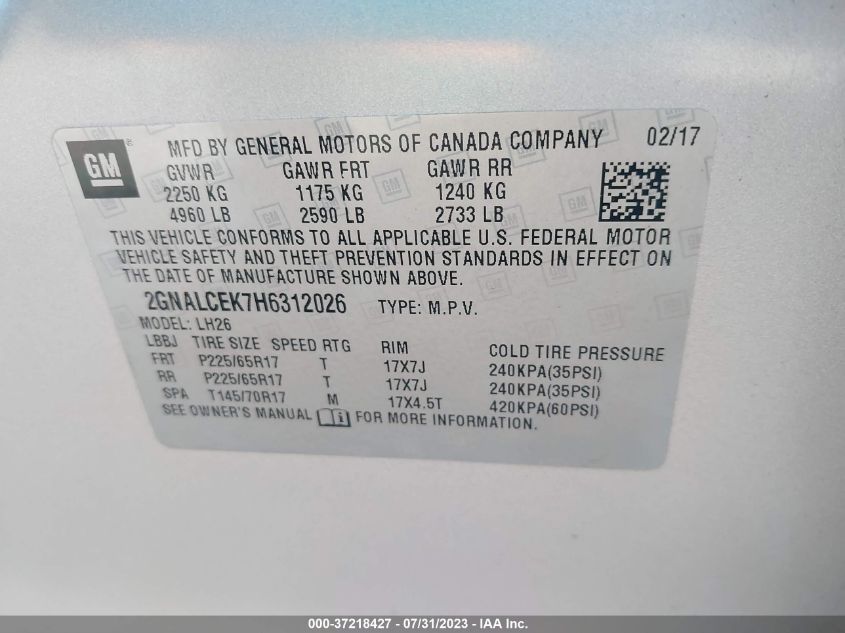 GM
MFD BY GENERAL MOTORS OF CANADA COMPANY 02/17
GVWR GAWR FRT GAWR RR
2250 KG 1175 KG 1240 KG
4960 LB 2590 LB 2733 LB
THIS VEHICLE CONFORMS TO ALL APPLICABLE U.S. FEDERAL MOTOR
VEHICLE SAFETY AND THEFT PREVENTION STANDARDS IN EFFECT ON
THE DATE OF MANUFACTURE SHOWN ABOVE.
2GNALCEK7H6312026 TYPE: M.P.V.
MODEL: LH26
LBBJ TIRE SIZE SPEED RTG RIM COLD TIRE PRESSURE
FRT P225/65R17 T 17X7J 240KPA(35PSI)
RR P225/65R17 T 17X7J 240KPA(35PSI)
SPA T145/70R17 M 17X4.5T 420KPA(60PSI)
SEE OWNER'S MANUAL FOR MORE INFORMATION.
000-37218427 - 07/31/2023 - IAA Inc.